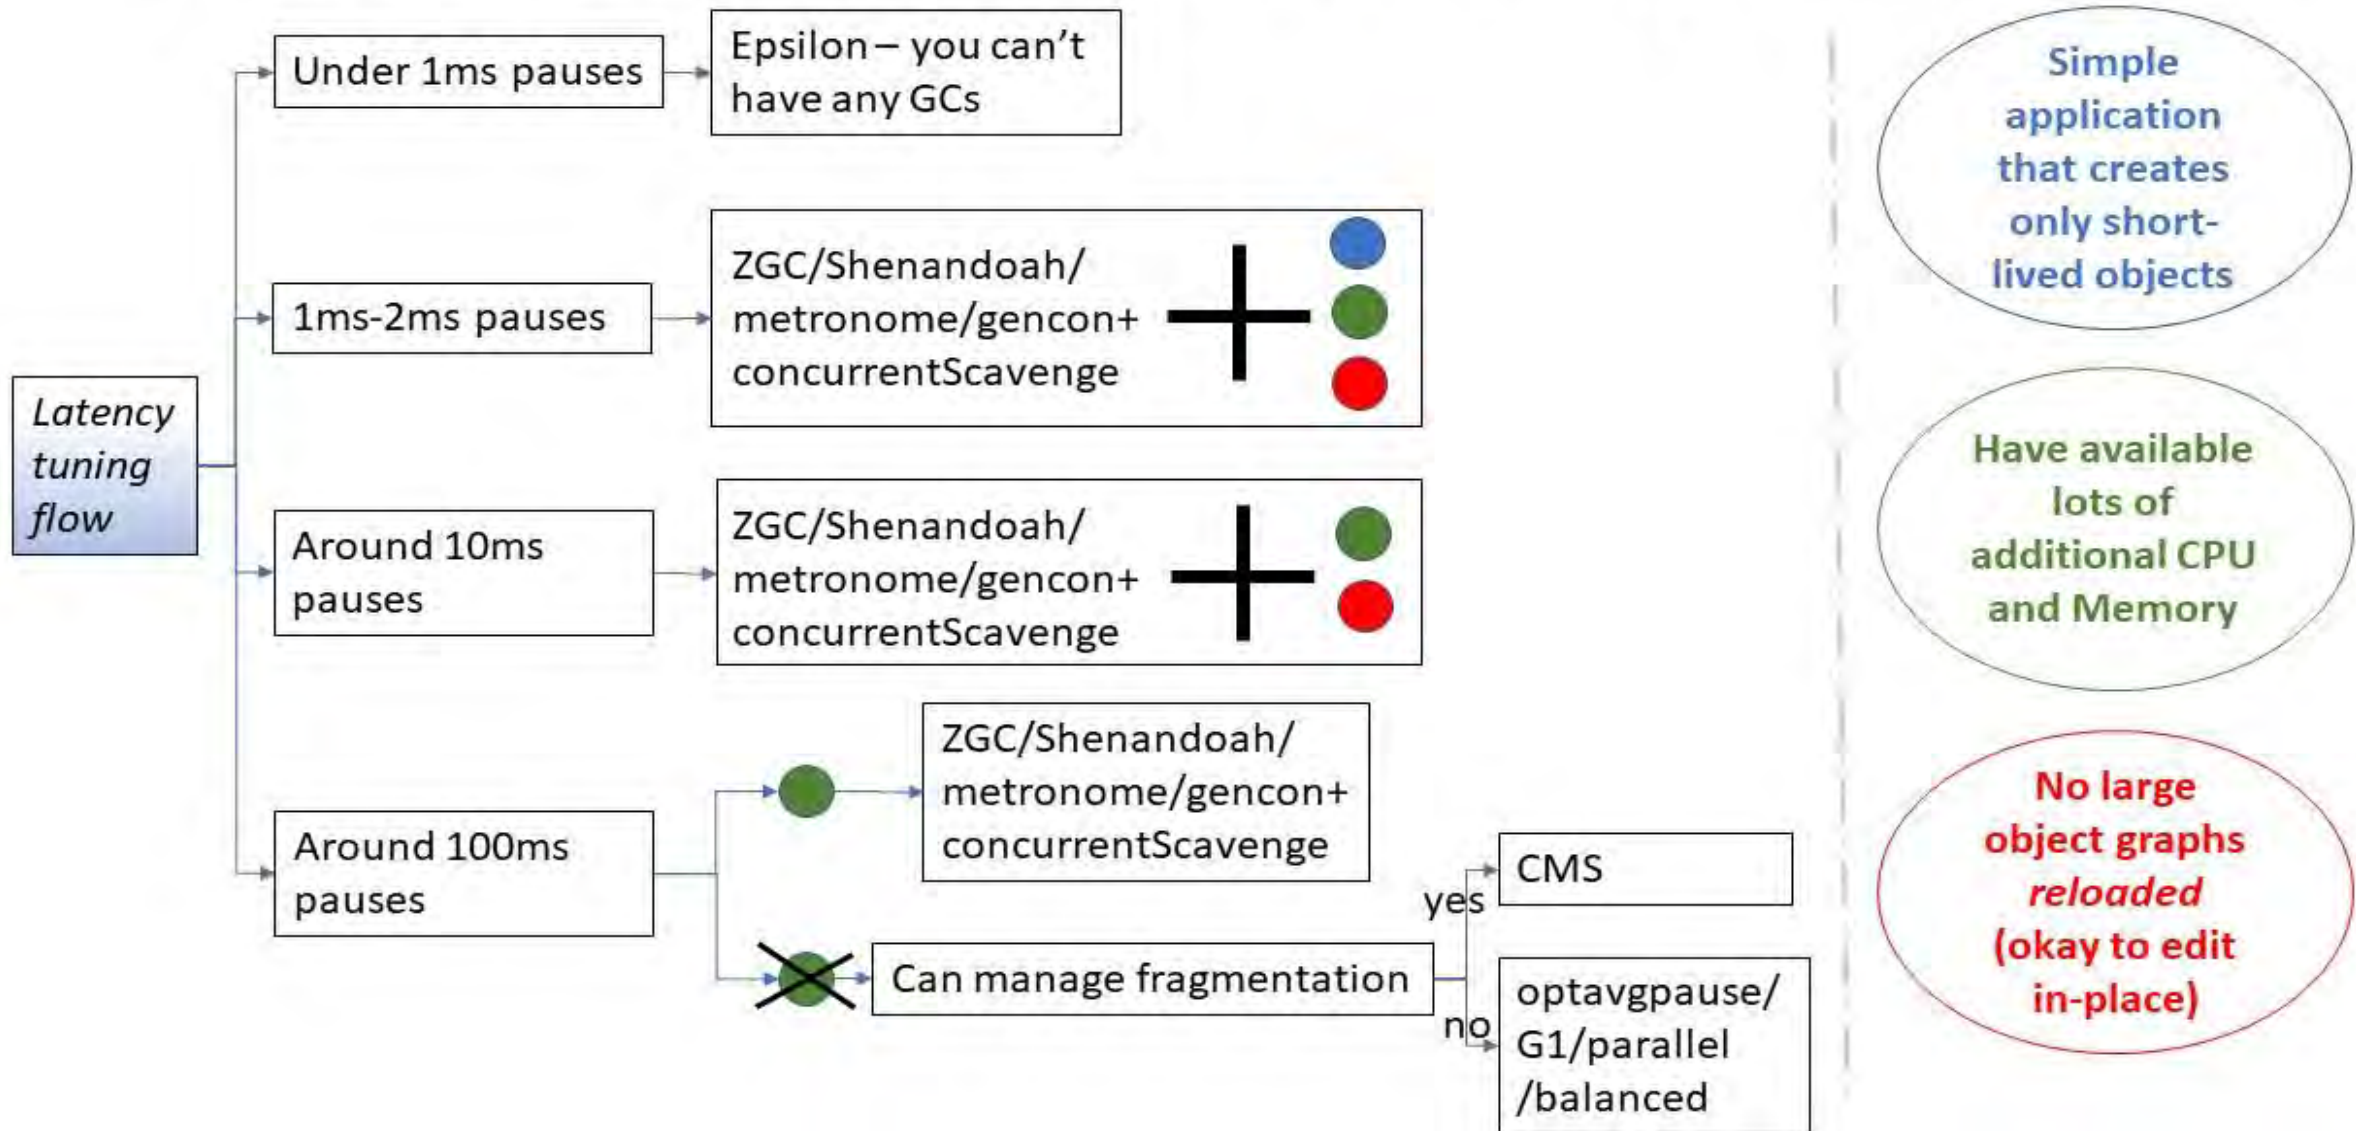 Latency
tuning
flow
Under 1ms pauses
Epsilon – you can't
have any GCs
1ms-2ms pauses
ZGC/Shenandoah/
metronome/gencon+
concurrentScavenge
Around 10ms
pauses
ZGC/Shenandoah/
metronome/gencon+
concurrentScavenge
Around 100ms
pauses
ZGC/Shenandoah/
metronome/gencon+
concurrentScavenge
Can manage fragmentation
yes
CMS
no
optavgpause/
G1/parallel
/balanced
Simple
application
that creates
only short-
lived objects
Have available
lots of
additional CPU
and Memory
No large
object graphs
reloaded
(okay to edit
in-place)